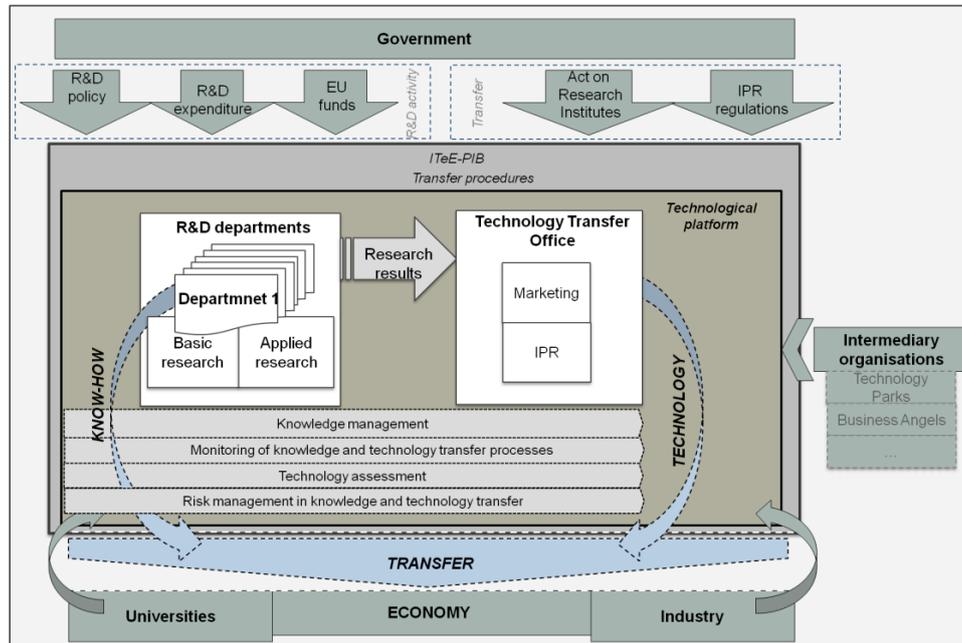 Government
R&D
policy
R&D
expenditure
EU
funds
R&D activity
Transfer
Act on
Research
Institutes
IPR
regulations
ITeE-PIB
Transfer procedures
Technological
platform
R&D departments
Departmnet 1
Basic
research
Applied
research
Research
results
Technology Transfer
Office
Marketing
IPR
KNOW-HOW
TECHNOLOGY
Intermediary
organisations
Technology
Parks
Business Angels
...
Knowledge management
Monitoring of knowledge and technology transfer processes
Technology assessment
Risk management in knowledge and technology transfer
TRANSFER
Universities
ECONOMY
Industry